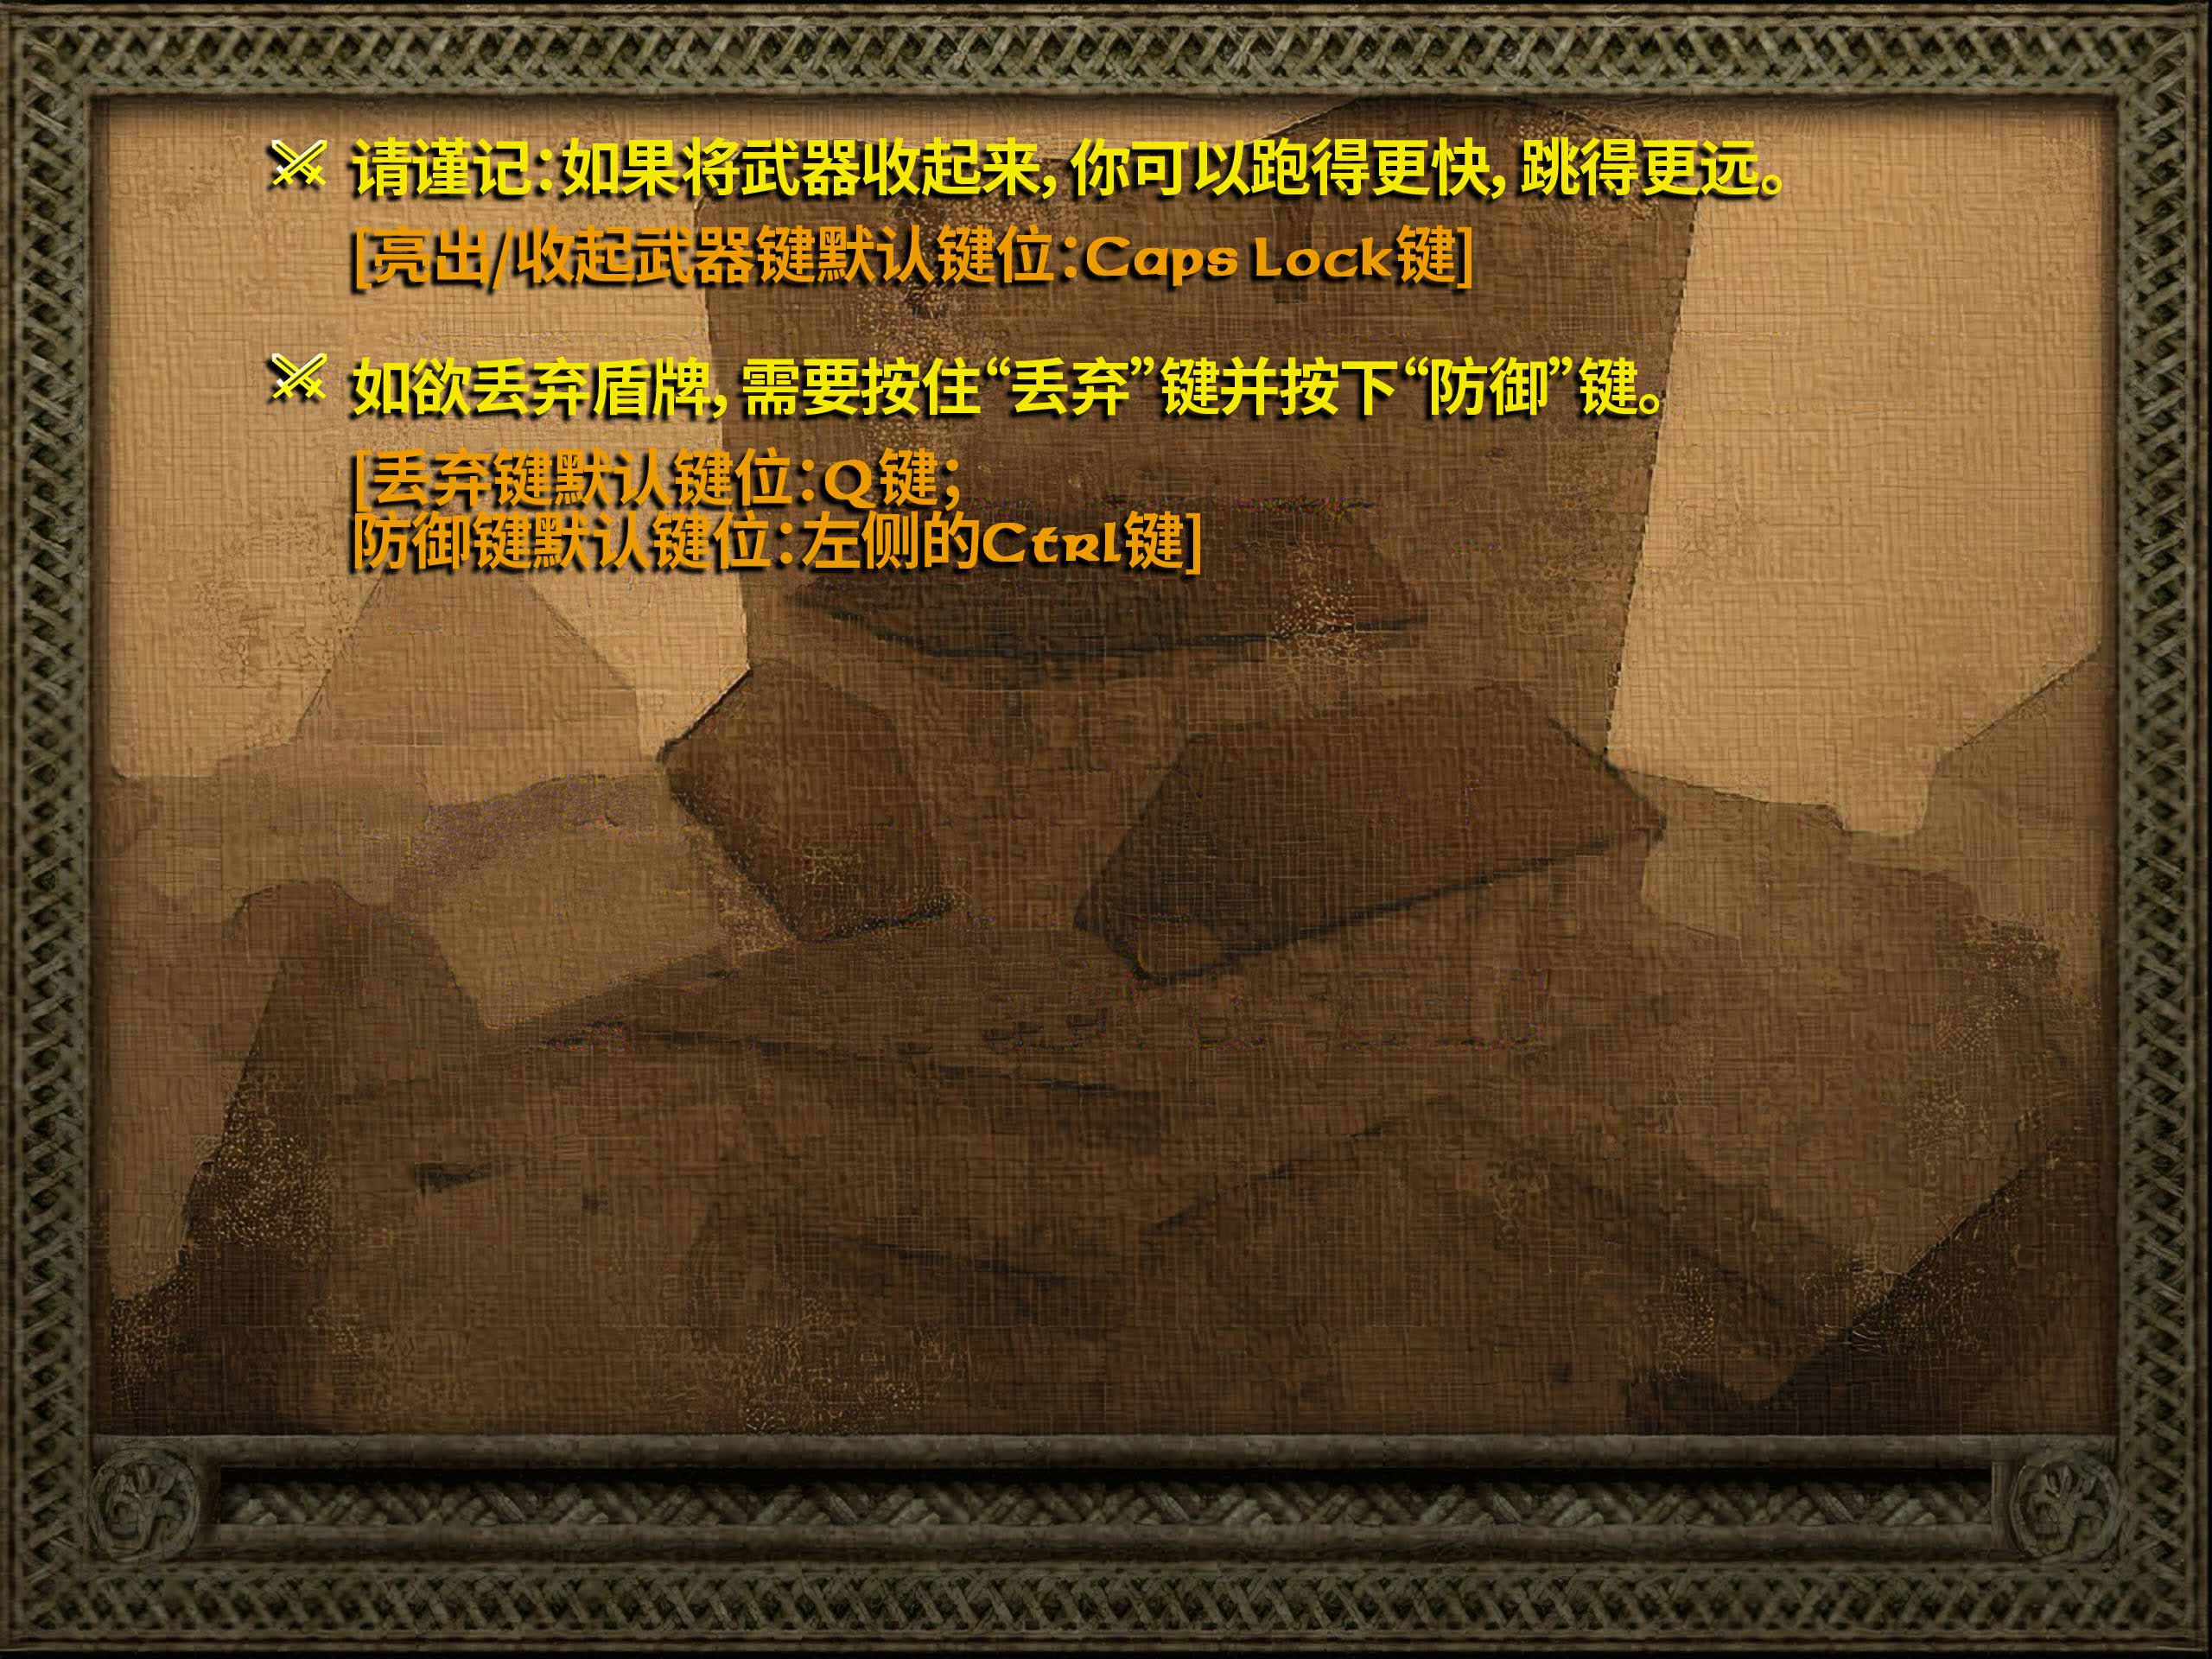 请谨记：如果将武器收起来，你可以跑得更快，跳得更远。
[亮出/收起武器键默认键位：Caps Lock键]
如欲丢弃盾牌，需要按住“丢弃”键并按下“防御”键。
[丢弃键默认键位：Q键；
防御键默认键位：左侧的Ctrl键]